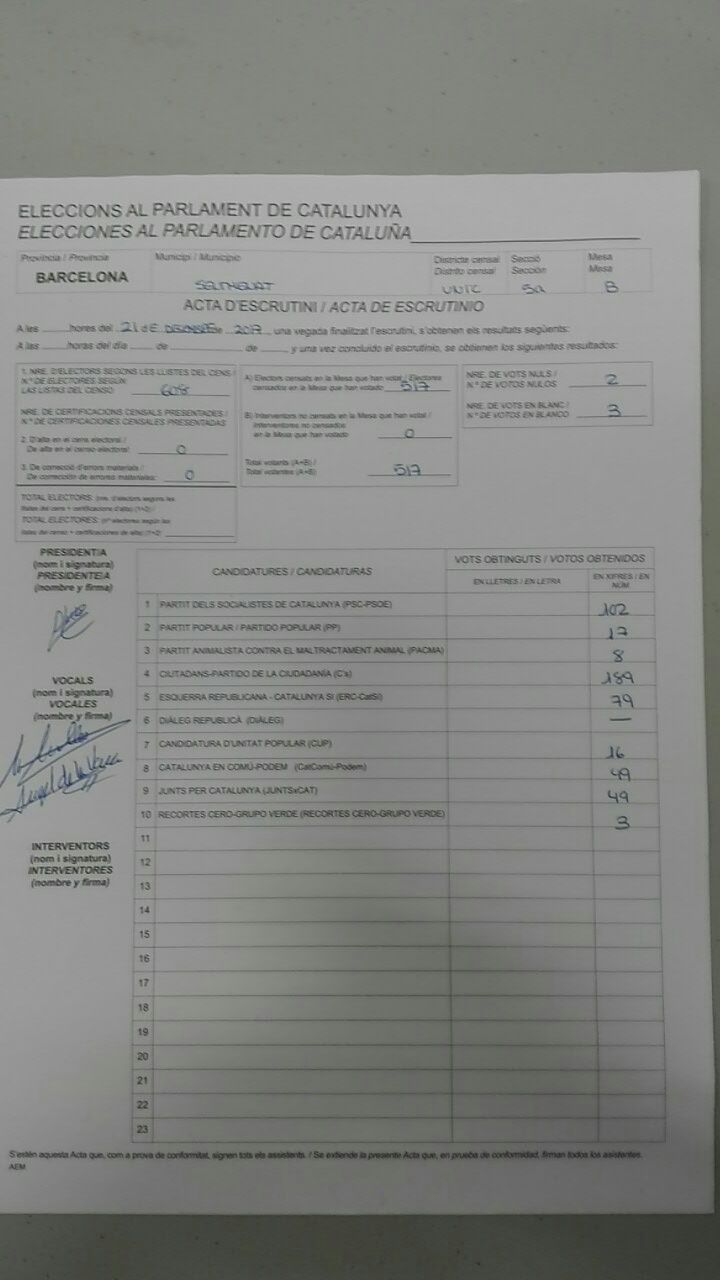 ELECCIONS AL PARLAMENT DE CATALUNYA
ELECCIONES AL PARLAMENTO DE CATALUÑA
Província / Provincia
BARCELONA
Municipi / Municipio
Districte censal
Distrito censal
UNIC
Secció
Sección
Mesa
Mesa
B
ACTA D'ESCRUTINI / ACTA DE ESCRUTINIO
A les hores del 21 de 2017, una vegada finalitzat l'escrutini, s'obtenen els resultats següents:
A las horas del día de de y una vez concluido el escrutinio, se obtienen los siguientes resultados:
1. NRE. D'ELECTORS SEGONS LES LLISTES DEL CENS /
N.º DE ELECTORES SEGÚN
LAS LISTAS DEL CENSO 608
NRE. DE CERTIFICACIONS CENSALS PRESENTADES /
N.º DE CERTIFICACIONES CENSALES PRESENTADAS
2. D'alta en el cens electoral /
De alta en el censo electoral: 0
3. De correcció d'errors materials /
De corrección de errores materiales: 0
TOTAL ELECTORS: (nre. d'electors segons les
llistes del cens + certificacions d'alta) (1+2) /
TOTAL ELECTORES: (nº electores según las
listas del censo + certificaciones de alta) (1+2)
A) Electors censats en la Mesa que han votat / Electores
censados en la Mesa que han votado 517
B) Interventors no censats en la Mesa que han votat /
Interventores no censados
en la Mesa que han votado 0
Total votants (A+B) /
Total votantes (A+B) 517
NRE. DE VOTS NULS /
N.º DE VOTOS NULOS 2
NRE. DE VOTS EN BLANC /
N.º DE VOTOS EN BLANCO 3
PRESIDENT/A
(nom i signatura)
PRESIDENTE/A
(nombre y firma)
VOCALS
(nom i signatura)
VOCALES
(nombre y firma)
Angel de la Vara
INTERVENTORS
(nom i signatura)
INTERVENTORES
(nombre y firma)
CANDIDATURES / CANDIDATURAS
VOTS OBTINGUTS / VOTOS OBTENIDOS
EN LLETRES / EN LETRA
EN XIFRES / EN
NÚM
1 PARTIT DELS SOCIALISTES DE CATALUNYA (PSC-PSOE) 102
2 PARTIT POPULAR / PARTIDO POPULAR (PP) 17
3 PARTIT ANIMALISTA CONTRA EL MALTRACTAMENT ANIMAL (PACMA) 8
4 CIUTADANS-PARTIDO DE LA CIUDADANÍA (C's) 189
5 ESQUERRA REPUBLICANA - CATALUNYA SÍ (ERC-CatSí) 79
6 DIÀLEG REPUBLICÀ (DIÀLEG) —
7 CANDIDATURA D'UNITAT POPULAR (CUP) 16
8 CATALUNYA EN COMÚ-PODEM (CatComú-Podem) 49
9 JUNTS PER CATALUNYA (JUNTSxCAT) 49
10 RECORTES CERO-GRUPO VERDE (RECORTES CERO-GRUPO VERDE) 3
11
12
13
14
15
16
17
18
19
20
21
22
23
S'estén aquesta Acta que, com a prova de conformitat, signen tots els assistents. / Se extiende la presente Acta que, en prueba de conformidad, firman todos los asistentes.
AEM